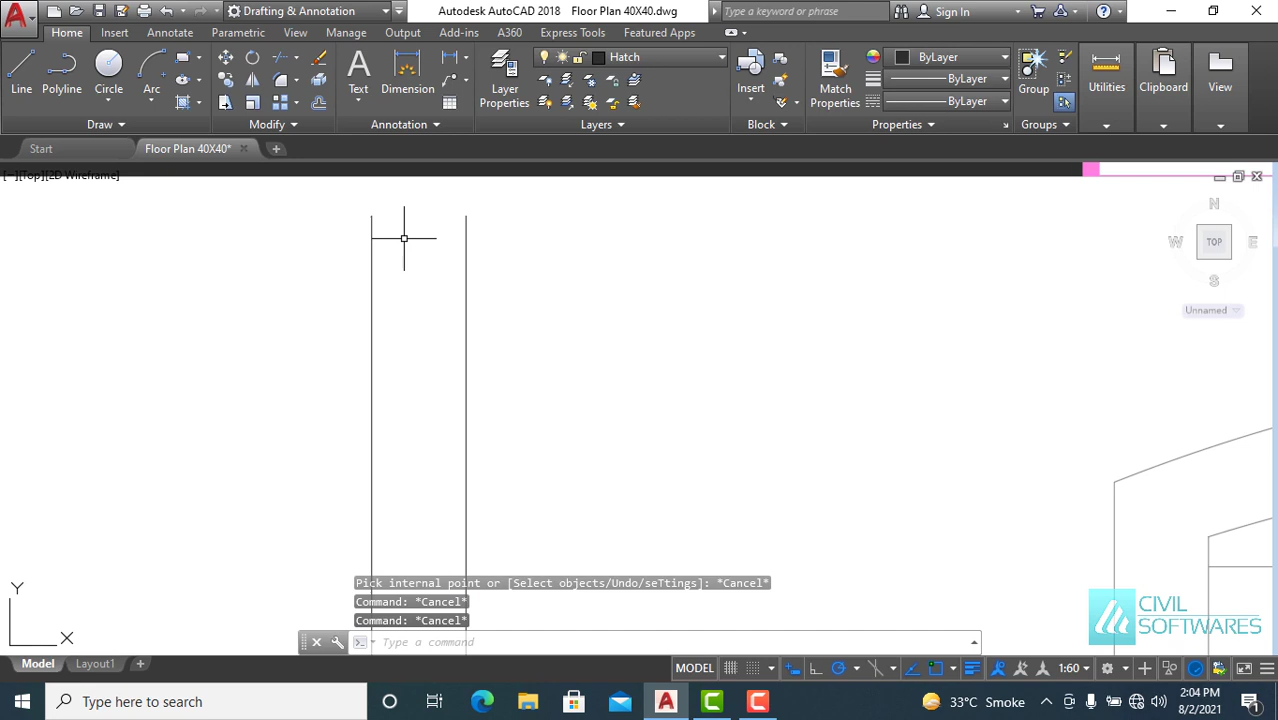 Drafting & Annotation
Autodesk AutoCAD 2018 Floor Plan 40X40.dwg
Type a keyword or phrase
Sign In
Home Insert Annotate Parametric View Manage Output Add-ins A360 Express Tools Featured Apps
Hatch
ByLayer
ByLayer
ByLayer
Line Polyline Circle Arc
Text Dimension
Layer Properties
Insert
Match Properties
Group
Utilities
Clipboard
View
Draw
Modify
Annotation
Layers
Block
Properties
Groups
Start Floor Plan 40X40*
[−][Top][2D Wireframe]
N
W TOP E
S
Unnamed
Pick internal point or [Select objects/Undo/seTtings]: *Cancel*
Command: *Cancel*
Command: *Cancel*
Type a command
Y
X
CIVIL
SOFTWARES
Model Layout1
MODEL
1:60
Type here to search
33°C Smoke
2:04 PM
8/2/2021
1